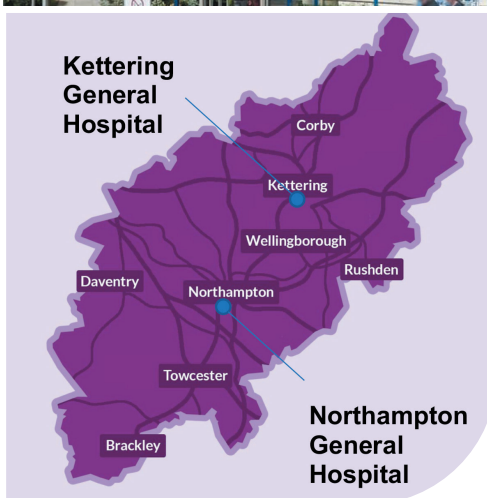 Kettering
General
Hospital
Corby
Kettering
Wellingborough
Rushden
Daventry
Northampton
Towcester
Northampton
General
Hospital
Brackley